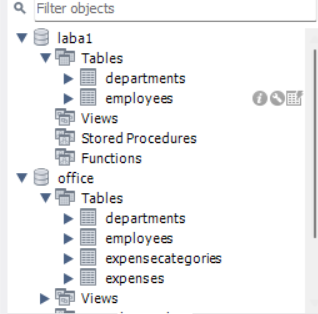 Filter objects
laba1
Tables
departments
employees
Views
Stored Procedures
Functions
office
Tables
departments
employees
expensecategories
expenses
Views